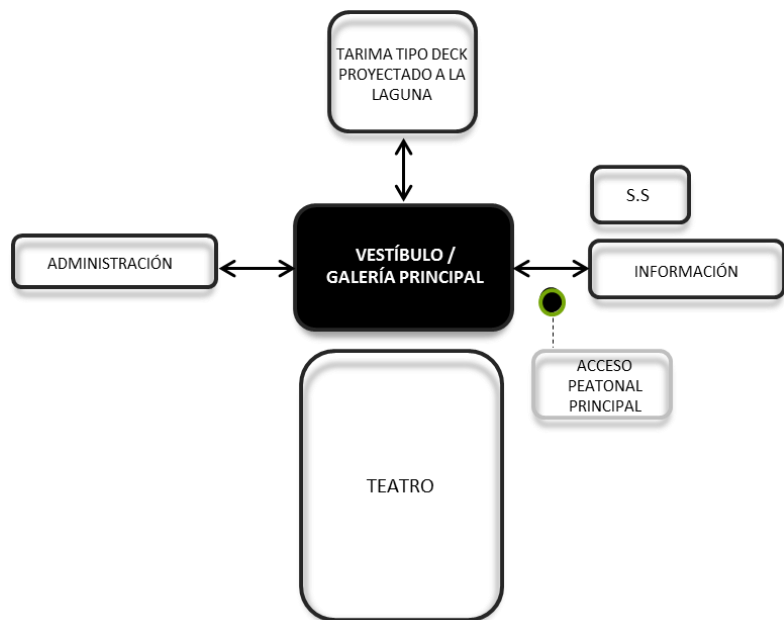 TARIMA TIPO DECK
PROYECTADO A LA
LAGUNA
S.S
ADMINISTRACIÓN
VESTÍBULO /
GALERÍA PRINCIPAL
INFORMACIÓN
ACCESO
PEATONAL
PRINCIPAL
TEATRO